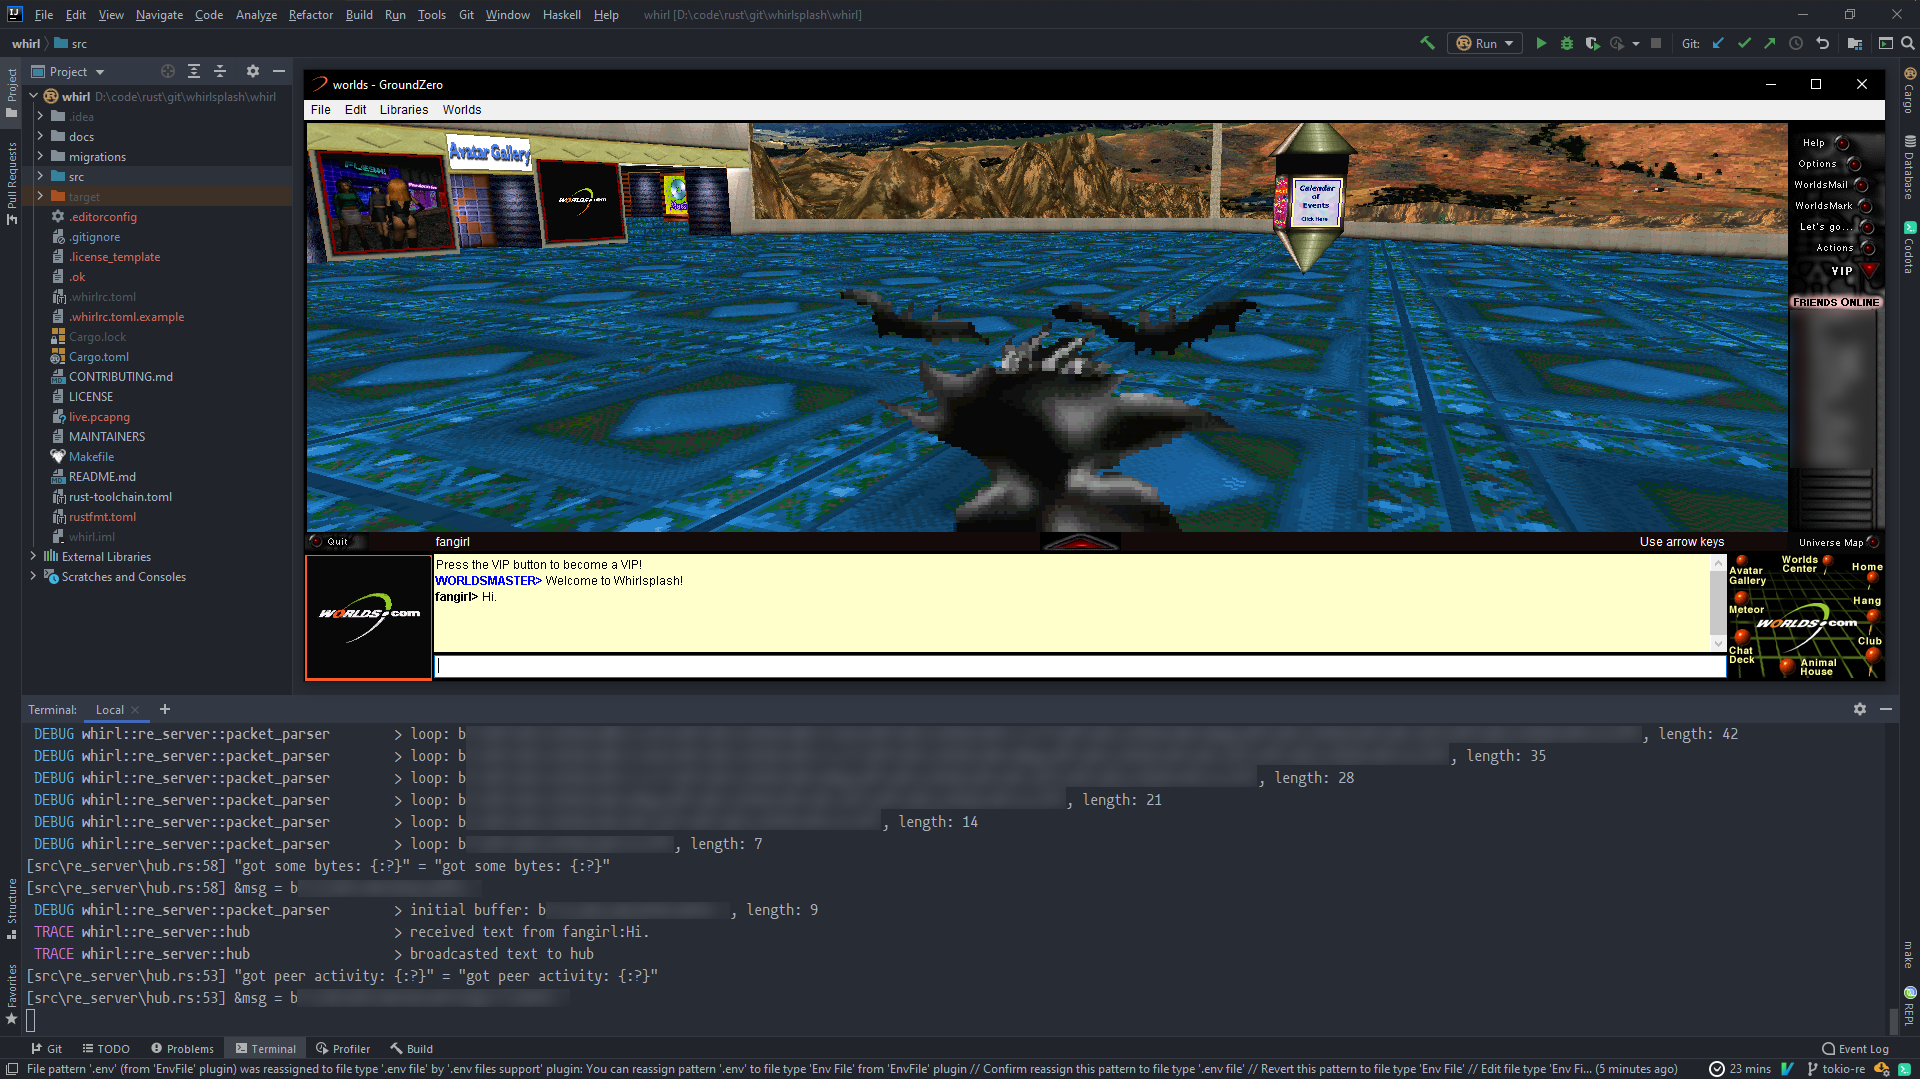 File Edit View Navigate Code Analyze Refactor Build Run Tools Git Window Haskell Help whirl [D:\code\rust\git\whirlsplash\whirl]
whirl src
Run
Git:
Project
whirl D:\code\rust\git\whirlsplash\whirl
.idea
docs
migrations
src
target
.editorconfig
.gitignore
.license_template
.ok
.whirlrc.toml
.whirlrc.toml.example
Cargo.lock
Cargo.toml
CONTRIBUTING.md
LICENSE
live.pcapng
MAINTAINERS
Makefile
README.md
rust-toolchain.toml
rustfmt.toml
whirl.iml
External Libraries
Scratches and Consoles
Project
Pull Requests
Structure
Favorites
worlds - GroundZero
File Edit Libraries Worlds
Avatar Gallery
WORLDS.com
Calendar
of
Events
Click Here
Help
Options
WorldsMail
WorldsMark
Let's go...
Actions
VIP
FRIENDS ONLINE
Quit
fangirl
Use arrow keys
Universe Map
WORLDS.com
Press the VIP button to become a VIP!
WORLDSMASTER> Welcome to Whirlsplash!
fangirl> Hi.
Avatar
Gallery
Worlds
Center
Home
Meteor
Hang
WORLDS.com
Club
Chat
Deck
Animal
House
Cargo
Database
Codota
make
REPL
Terminal: Local
DEBUG whirl::re_server::packet_parser > loop: b , length: 42
DEBUG whirl::re_server::packet_parser > loop: b , length: 35
DEBUG whirl::re_server::packet_parser > loop: b , length: 28
DEBUG whirl::re_server::packet_parser > loop: b , length: 21
DEBUG whirl::re_server::packet_parser > loop: b , length: 14
DEBUG whirl::re_server::packet_parser > loop: b , length: 7
[src\re_server\hub.rs:58] "got some bytes: {:?}" = "got some bytes: {:?}"
[src\re_server\hub.rs:58] &msg = b
DEBUG whirl::re_server::packet_parser > initial buffer: b , length: 9
TRACE whirl::re_server::hub > received text from fangirl:Hi.
TRACE whirl::re_server::hub > broadcasted text to hub
[src\re_server\hub.rs:53] "got peer activity: {:?}" = "got peer activity: {:?}"
[src\re_server\hub.rs:53] &msg = b
Git TODO Problems Terminal Profiler Build Event Log
File pattern '.env' (from 'EnvFile' plugin) was reassigned to file type '.env file' by '.env files support' plugin: You can reassign pattern '.env' to file type 'Env File' from 'EnvFile' plugin // Confirm reassign this pattern to file type '.env file' // Revert this pattern to file type 'Env File' // Edit file type 'Env Fi... (5 minutes ago) 23 mins tokio-re